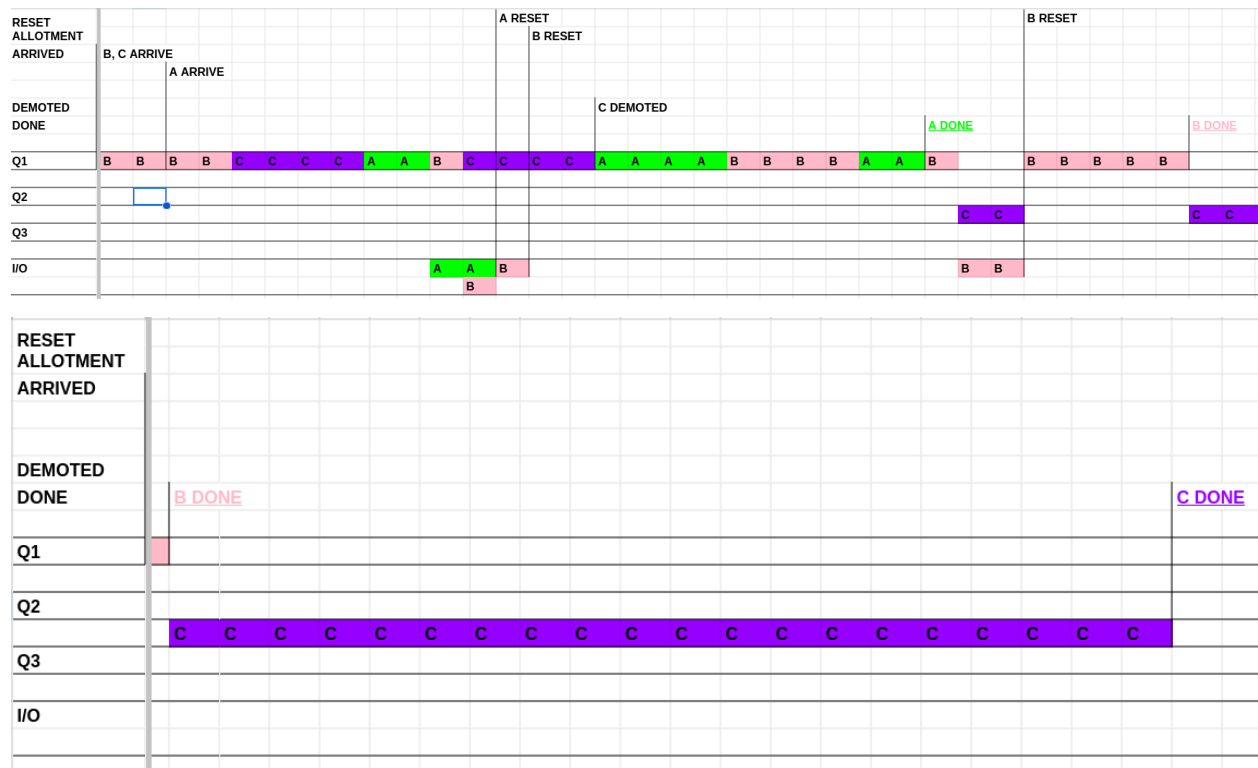 RESET A RESET B RESET
ALLOTMENT B RESET
ARRIVED B, C ARRIVE
A ARRIVE
DEMOTED C DEMOTED
DONE A DONE B DONE
Q1 B B B B C C C C A A B C C C C A A A A B B B B A A B B B B B B
Q2
C C C C
Q3
I/O A A B B B
B
RESET
ALLOTMENT
ARRIVED
DEMOTED
DONE B DONE C DONE
Q1
Q2
C C C C C C C C C C C C C C C C C C C C
Q3
I/O